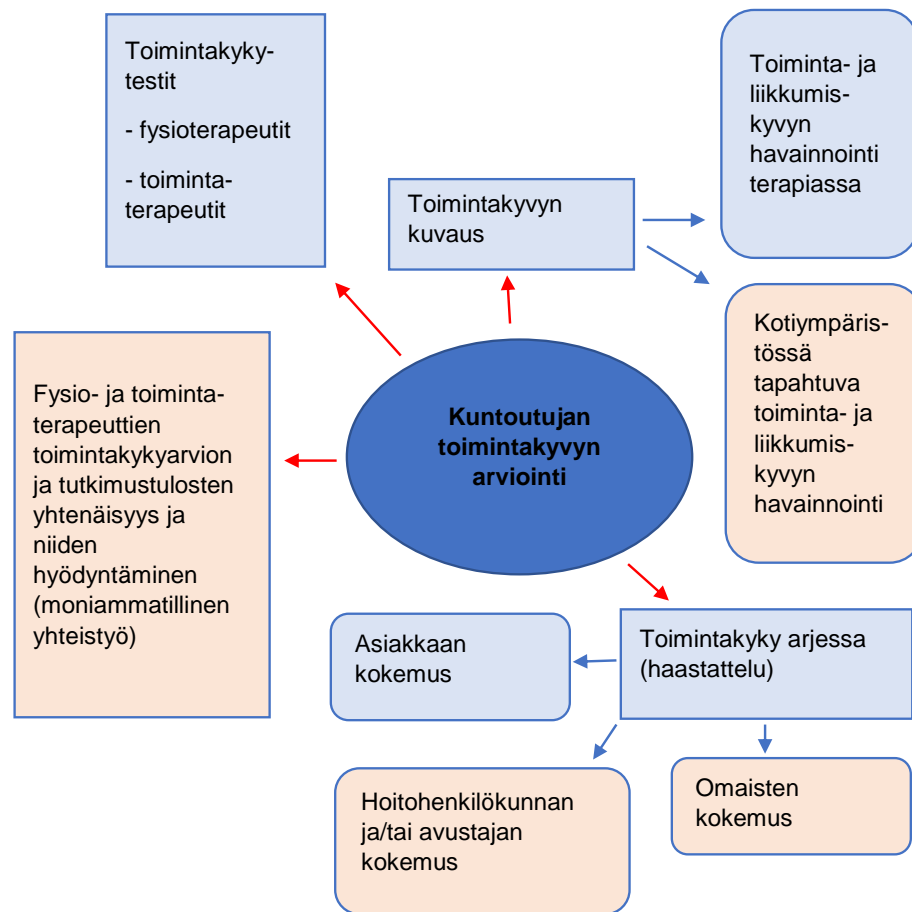 Toimintakyky-
testit
- fysioterapeutit
- toiminta-
terapeutit
Toimintakyvyn
kuvaus
Toiminta- ja
liikkumis-
kyvyn
havainnointi
terapiassa
Kotiympäris-
tössä
tapahtuva
toiminta- ja
liikkumis-
kyvyn
havainnointi
Fysio- ja toiminta-
terapeuttien
toimintakykyarvion
ja tutkimustulosten
yhtenäisyys ja
niiden
hyödyntäminen
(moniammatillinen
yhteistyö)
Kuntoutujan
toimintakyvyn
arviointi
Asiakkaan
kokemus
Toimintakyky arjessa
(haastattelu)
Hoitohenkilökunnan
ja/tai avustajan
kokemus
Omaisten
kokemus